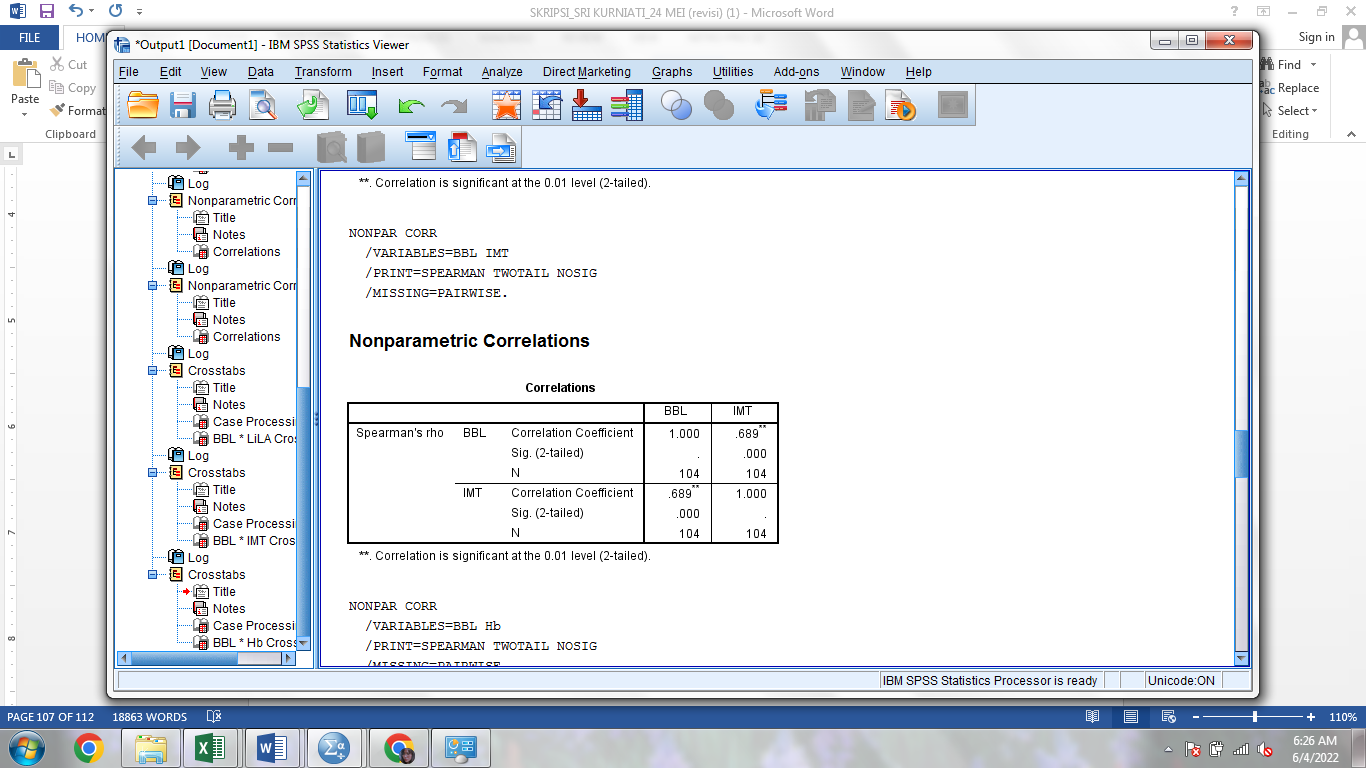 SKRIPSI_SRI KURNIATI_24 MEI (revisi) (1) - Microsoft Word
FILE
HOM
Sign in
Cut
Copy
Format
Paste
Clipboard
Find
Replace
Select
Editing
*Output1 [Document1] - IBM SPSS Statistics Viewer
File Edit View Data Transform Insert Format Analyze Direct Marketing Graphs Utilities Add-ons Window Help
L
4
5
6
7
8
Log
Nonparametric Corr
Title
Notes
Correlations
Log
Nonparametric Corr
Title
Notes
Correlations
Log
Crosstabs
Title
Notes
Case Processi
BBL * LiLA Cro
Log
Crosstabs
Title
Notes
Case Processi
BBL * IMT Cros
Log
Crosstabs
Title
Notes
Case Processi
BBL * Hb Cross
**. Correlation is significant at the 0.01 level (2-tailed).
NONPAR CORR
/VARIABLES=BBL IMT
/PRINT=SPEARMAN TWOTAIL NOSIG
/MISSING=PAIRWISE.
Nonparametric Correlations
Correlations
BBL IMT
Spearman's rho BBL Correlation Coefficient 1.000 .689**
Sig. (2-tailed) . .000
N 104 104
IMT Correlation Coefficient .689** 1.000
Sig. (2-tailed) .000 .
N 104 104
**. Correlation is significant at the 0.01 level (2-tailed).
NONPAR CORR
/VARIABLES=BBL Hb
/PRINT=SPEARMAN TWOTAIL NOSIG
/MISSING=PAIRWISE
IBM SPSS Statistics Processor is ready
Unicode:ON
PAGE 107 OF 112 18863 WORDS
110%
6:26 AM
6/4/2022